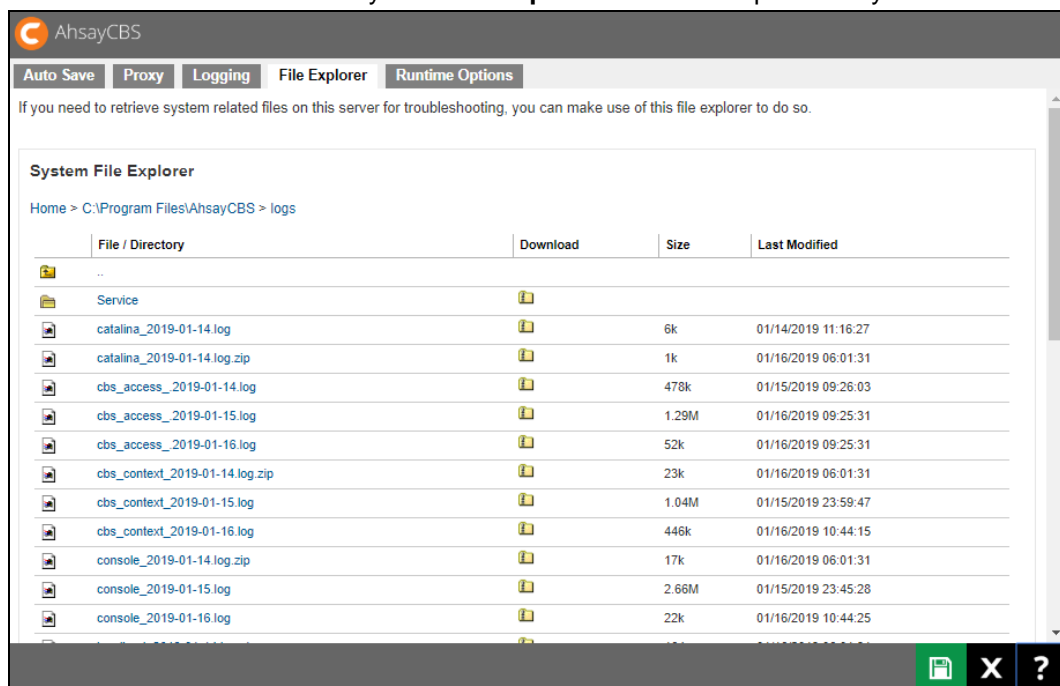 AhsayCBS
Auto Save Proxy Logging File Explorer Runtime Options
If you need to retrieve system related files on this server for troubleshooting, you can make use of this file explorer to do so.
System File Explorer
Home > C:\Program Files\AhsayCBS > logs
File / Directory Download Size Last Modified
..
Service
catalina_2019-01-14.log 6k 01/14/2019 11:16:27
catalina_2019-01-14.log.zip 1k 01/16/2019 06:01:31
cbs_access_.2019-01-14.log 478k 01/15/2019 09:26:03
cbs_access_.2019-01-15.log 1.29M 01/16/2019 09:25:31
cbs_access_.2019-01-16.log 52k 01/16/2019 09:25:31
cbs_context_2019-01-14.log.zip 23k 01/16/2019 06:01:31
cbs_context_2019-01-15.log 1.04M 01/15/2019 23:59:47
cbs_context_2019-01-16.log 446k 01/16/2019 10:44:15
console_2019-01-14.log.zip 17k 01/16/2019 06:01:31
console_2019-01-15.log 2.66M 01/15/2019 23:45:28
console_2019-01-16.log 22k 01/16/2019 10:44:25
X ?